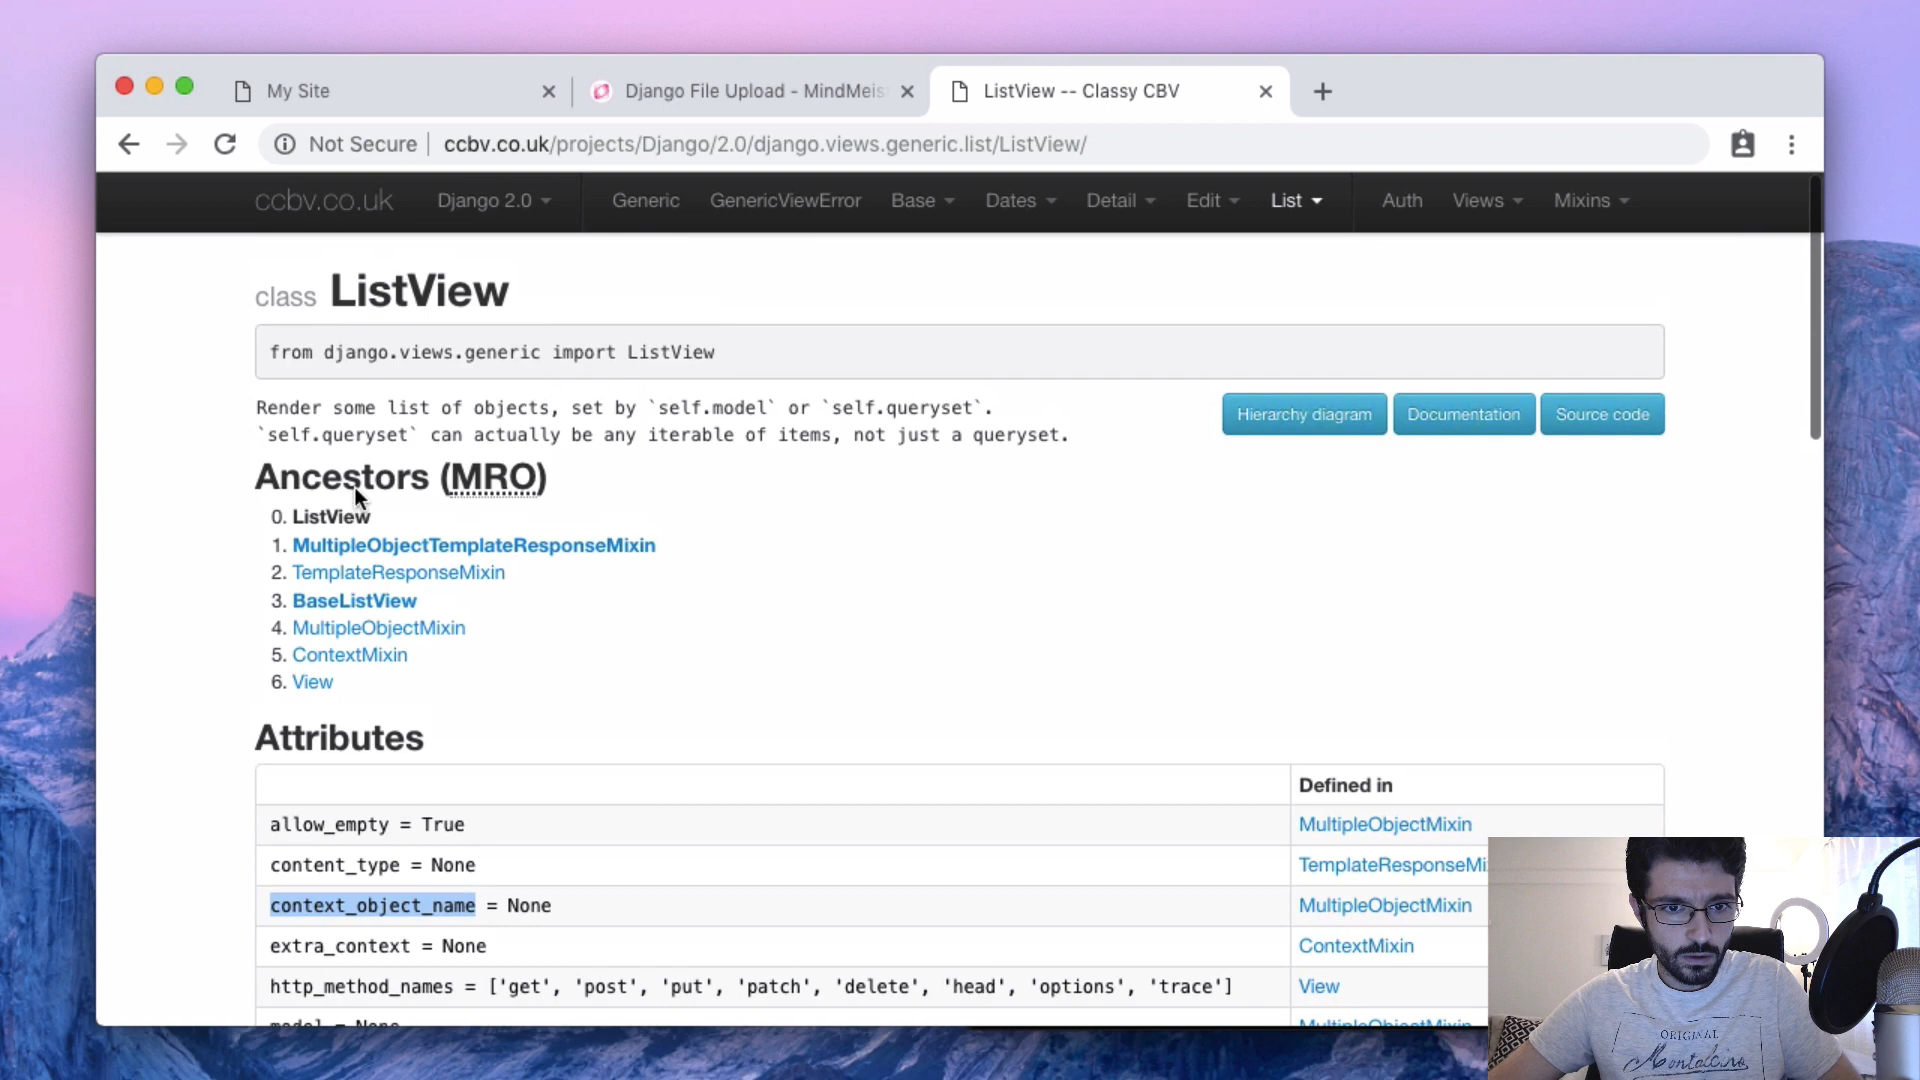 My Site
Django File Upload - MindMeis
ListView -- Classy CBV
Not Secure
ccbv.co.uk/projects/Django/2.0/django.views.generic.list/ListView/
ccbv.co.uk
Django 2.0
Generic
GenericViewError
Base
Dates
Detail
Edit
List
Auth
Views
Mixins
class ListView
from django.views.generic import ListView
Render some list of objects, set by `self.model` or `self.queryset`.
`self.queryset` can actually be any iterable of items, not just a queryset.
Hierarchy diagram
Documentation
Source code
Ancestors (MRO)
0. ListView
1. MultipleObjectTemplateResponseMixin
2. TemplateResponseMixin
3. BaseListView
4. MultipleObjectMixin
5. ContextMixin
6. View
Attributes
Defined in
allow_empty = True MultipleObjectMixin
content_type = None TemplateResponseMi
context_object_name = None MultipleObjectMixin
extra_context = None ContextMixin
http_method_names = ['get', 'post', 'put', 'patch', 'delete', 'head', 'options', 'trace'] View
model = None MultipleObjectMixin
ORIGINAL
Montalcino